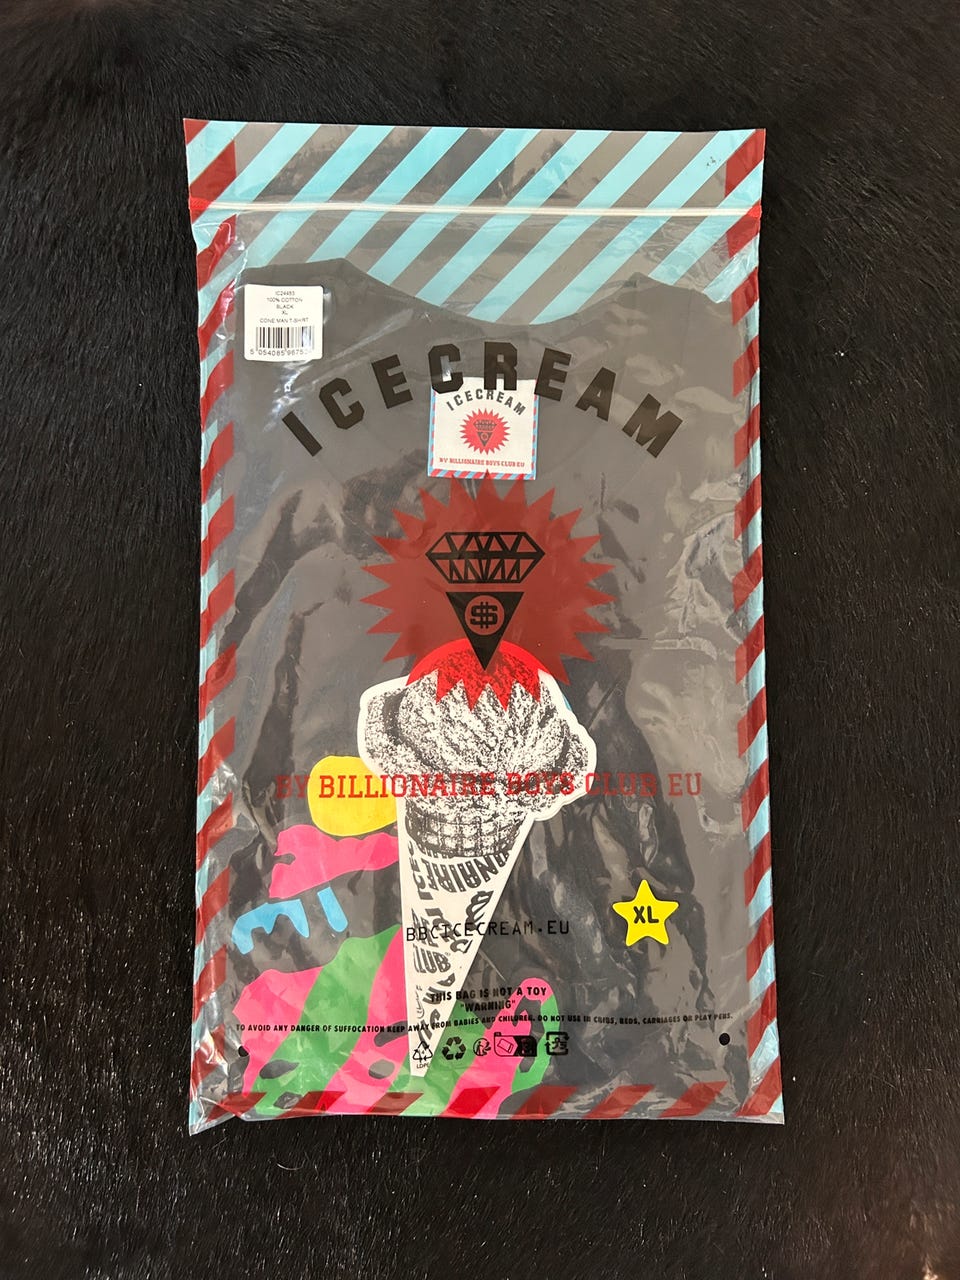 IC24453
100% COTTON
BLACK
XL
CONE MAN T-SHIRT
ICECREAM
ICECREAM
BY BILLIONAIRE BOYS CLUB EU
$
BY BILLIONAIRE BOYS CLUB EU
XL
BBCICECREAM.EU
THIS BAG IS NOT A TOY
"WARNING"
TO AVOID ANY DANGER OF SUFFOCATION KEEP AWAY FROM BABIES AND CHILDREN. DO NOT USE IN CRIBS, BEDS, CARRIAGES OR PLAY PENS.